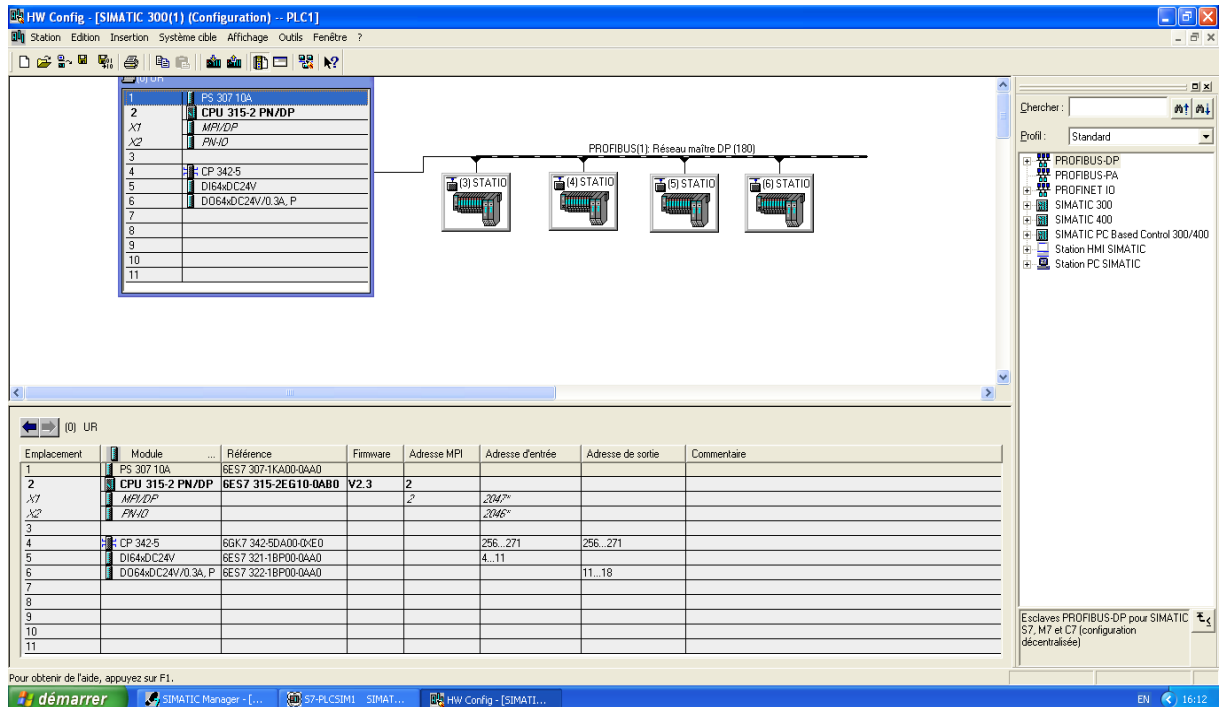 HW Config - [SIMATIC 300(1) (Configuration) -- PLC1]
Station Edition Insertion Système cible Affichage Outils Fenêtre ?
(0) UR
1 PS 307 10A
2 CPU 315-2 PN/DP
X1 MPI/DP
X2 PN-IO
3
4 CP 342-5
5 DI64xDC24V
6 DO64xDC24V/0.3A, P
7
8
9
10
11
PROFIBUS(1): Réseau maître DP (180)
(3) STATIO (4) STATIO (5) STATIO (6) STATIO
Chercher :
Profil : Standard
PROFIBUS-DP
PROFIBUS-PA
PROFINET IO
SIMATIC 300
SIMATIC 400
SIMATIC PC Based Control 300/400
Station HMI SIMATIC
Station PC SIMATIC
(0) UR
Emplacement Module ... Référence Firmware Adresse MPI Adresse d'entrée Adresse de sortie Commentaire
1 PS 307 10A 6ES7 307-1KA00-0AA0
2 CPU 315-2 PN/DP 6ES7 315-2EG10-0AB0 V2.3 2
X1 MPI/DP 2 2047*
X2 PN-IO 2046*
3
4 CP 342-5 6GK7 342-5DA00-0XE0 256...271 256...271
5 DI64xDC24V 6ES7 321-1BP00-0AA0 4...11
6 DO64xDC24V/0.3A, P 6ES7 322-1BP00-0AA0 11...18
7
8
9
10
11
Esclaves PROFIBUS-DP pour SIMATIC
S7, M7 et C7 (configuration
décentralisée)
Pour obtenir de l'aide, appuyez sur F1.
démarrer SIMATIC Manager - [... S7-PLCSIM1 SIMAT... HW Config - [SIMATI... EN 16:12